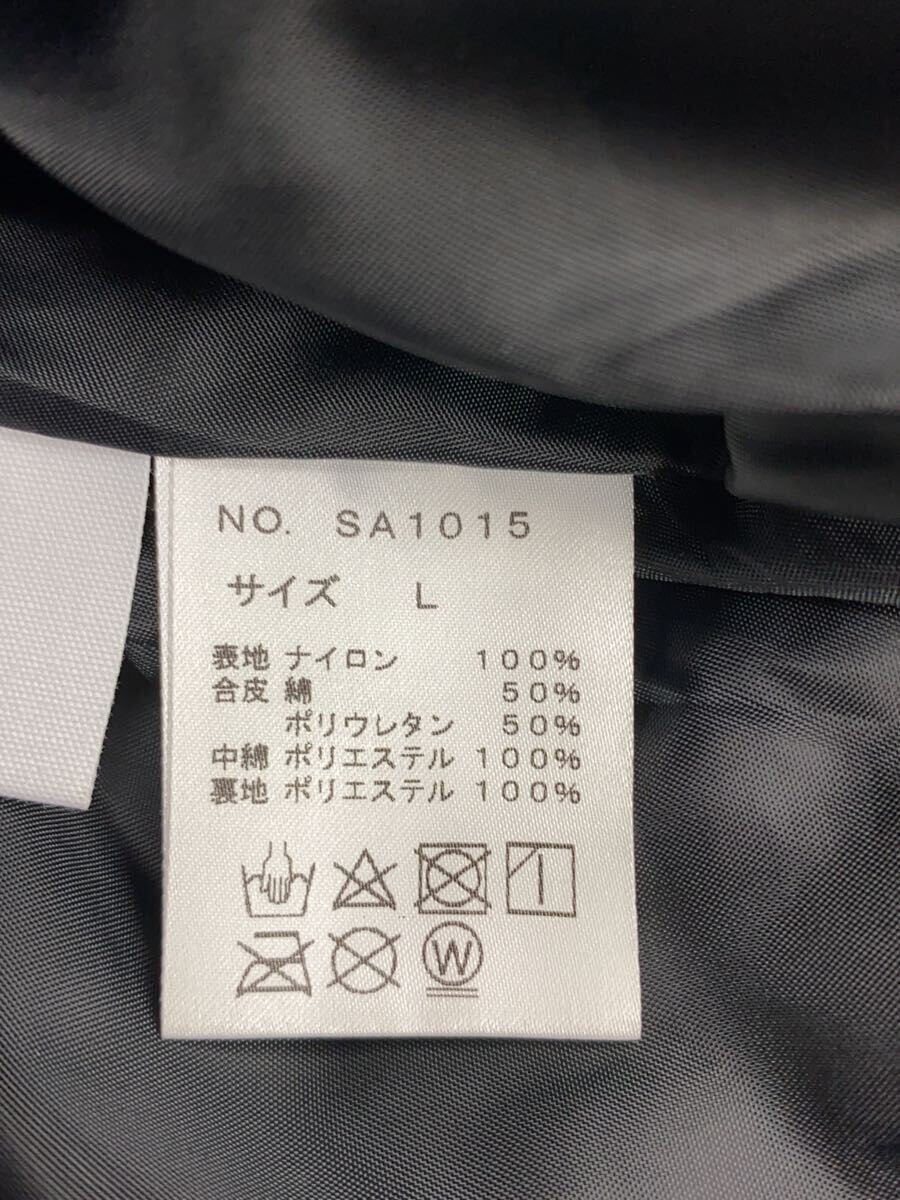 NO. SA1015
サイズ L
表地 ナイロン 100%
合皮 綿 50%
ポリウレタン 50%
中綿 ポリエステル 100%
裏地 ポリエステル 100%
W